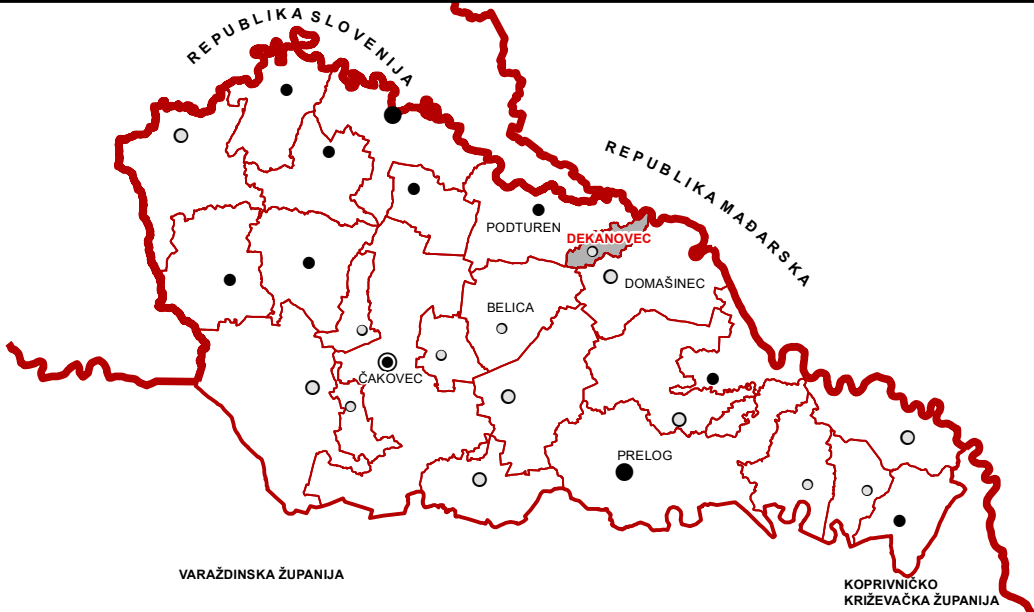 REPUBLIKA SLOVENIJA
REPUBLIKA MAĐARSKA
PODTUREN
DEKANOVEC
DOMAŠINEC
BELICA
ČAKOVEC
PRELOG
VARAŽDINSKA ŽUPANIJA
KOPRIVNIČKO
KRIŽEVAČKA ŽUPANIJA